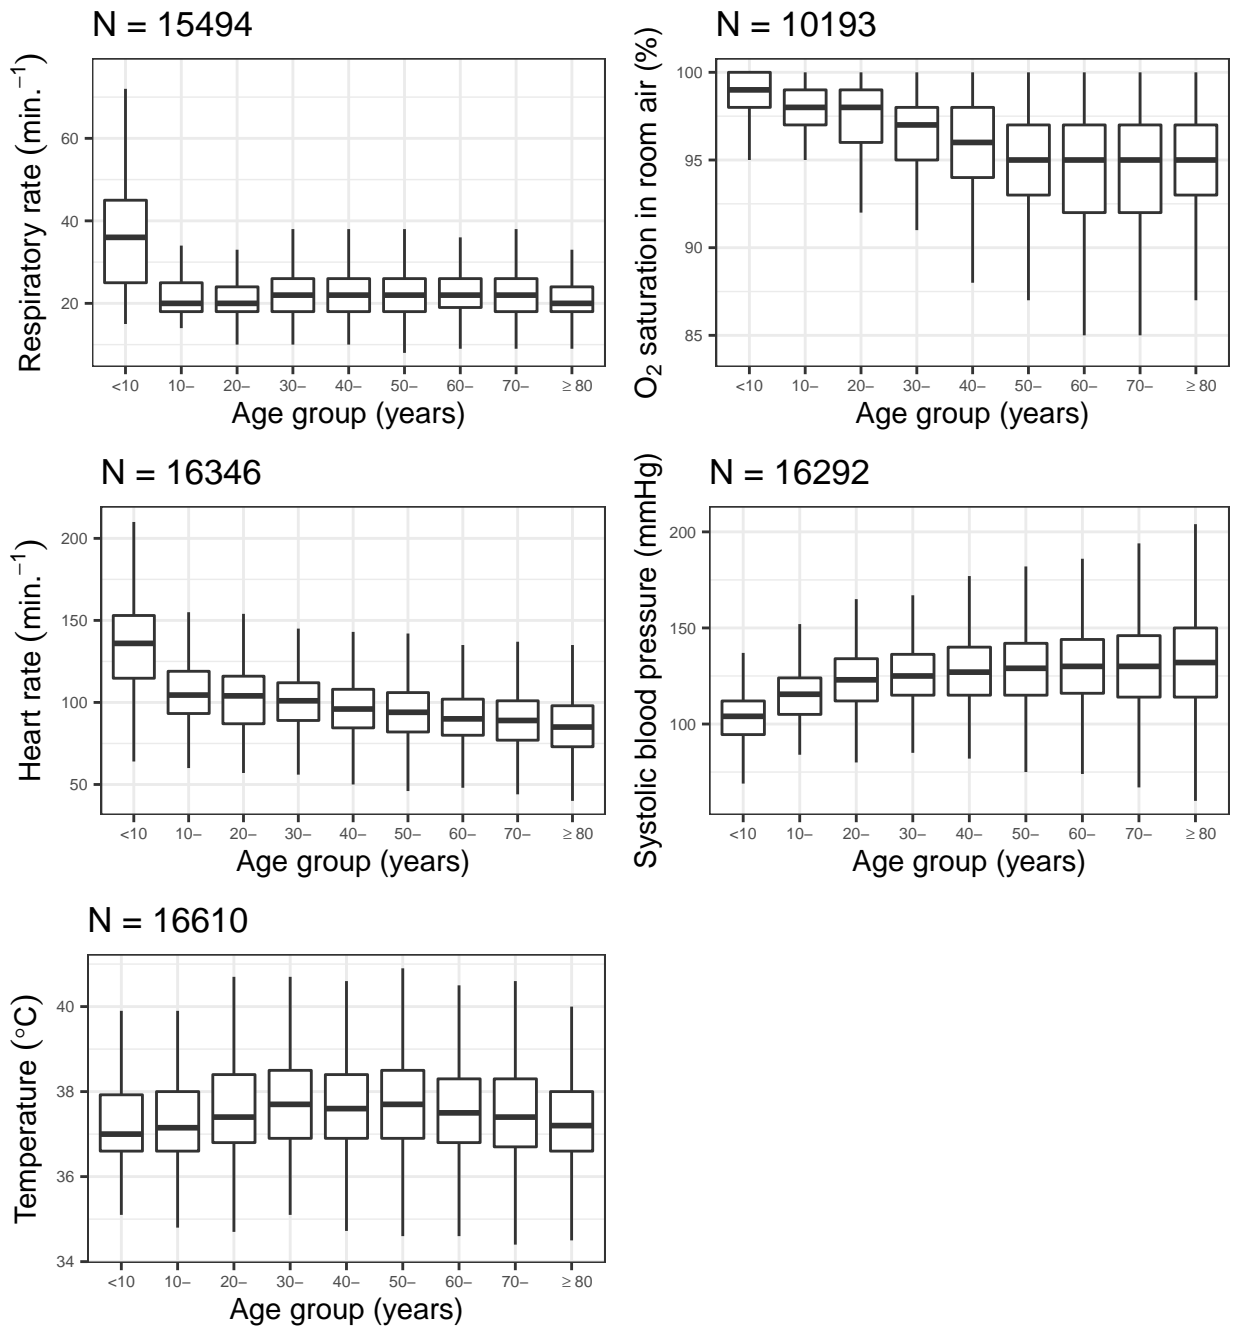 N = 15494
Respiratory rate (min.⁻¹)
60
40
20
<10 10– 20– 30– 40– 50– 60– 70– ≥ 80
Age group (years)
N = 10193
O₂ saturation in room air (%)
100
95
90
85
<10 10– 20– 30– 40– 50– 60– 70– ≥ 80
Age group (years)
N = 16346
Heart rate (min.⁻¹)
200
150
100
50
<10 10– 20– 30– 40– 50– 60– 70– ≥ 80
Age group (years)
N = 16292
Systolic blood pressure (mmHg)
200
150
100
<10 10– 20– 30– 40– 50– 60– 70– ≥ 80
Age group (years)
N = 16610
Temperature (°C)
40
38
36
34
<10 10– 20– 30– 40– 50– 60– 70– ≥ 80
Age group (years)